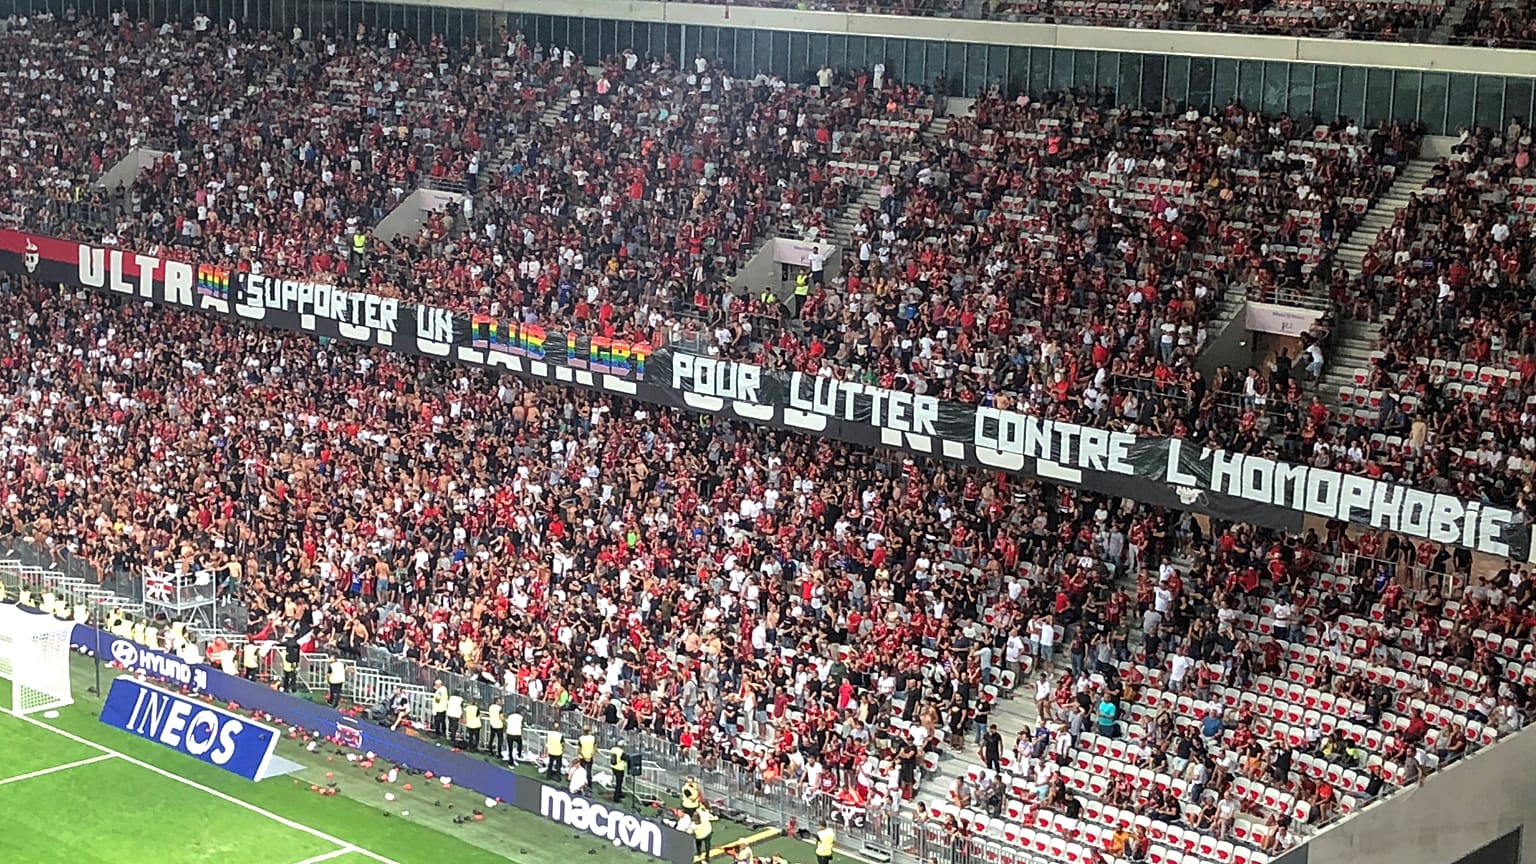 ULTRA :SUPPORTER UN CLUB LGBT POUR LUTTER CONTRE L'HOMOPHOBiE
HYUNDAI
INEOS
macron